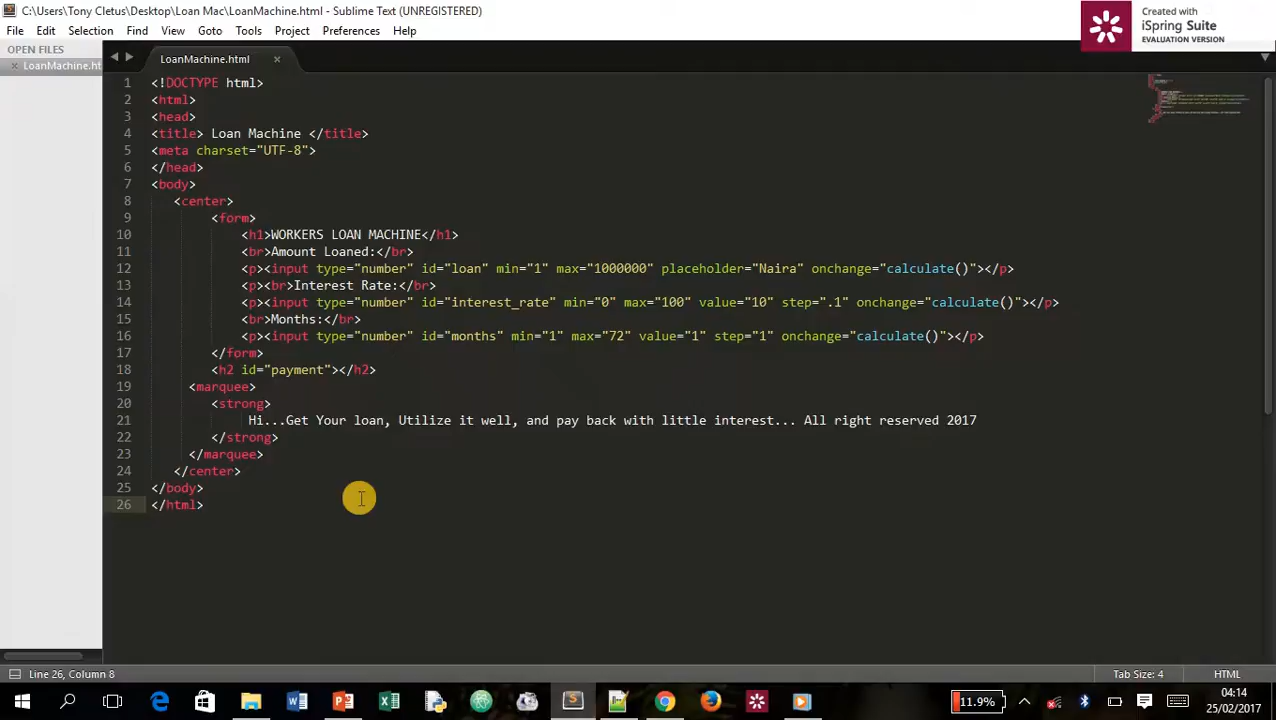 C:\Users\Tony Cletus\Desktop\Loan Mac\LoanMachine.html - Sublime Text (UNREGISTERED)
Created with
iSpring Suite
EVALUATION VERSION
File Edit Selection Find View Goto Tools Project Preferences Help
OPEN FILES
LoanMachine.ht
LoanMachine.html
1 <!DOCTYPE html>
2 <html>
3 <head>
4 <title> Loan Machine </title>
5 <meta charset="UTF-8">
6 </head>
7 <body>
8 <center>
9 <form>
10 <h1>WORKERS LOAN MACHINE</h1>
11 <br>Amount Loaned:</br>
12 <p><input type="number" id="loan" min="1" max="1000000" placeholder="Naira" onchange="calculate()"></p>
13 <p><br>Interest Rate:</br>
14 <p><input type="number" id="interest_rate" min="0" max="100" value="10" step=".1" onchange="calculate()"></p>
15 <br>Months:</br>
16 <p><input type="number" id="months" min="1" max="72" value="1" step="1" onchange="calculate()"></p>
17 </form>
18 <h2 id="payment"></h2>
19 <marquee>
20 <strong>
21 Hi...Get Your loan, Utilize it well, and pay back with little interest... All right reserved 2017
22 </strong>
23 </marquee>
24 </center>
25 </body>
26 </html>
Line 26, Column 8
Tab Size: 4
HTML
11.9%
04:14
25/02/2017